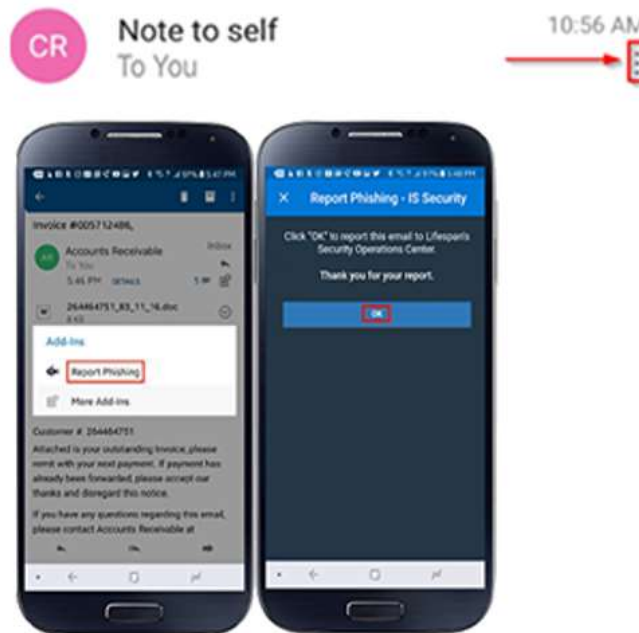 CR
Note to self
To You
10:56 AM
Invoice #005712486,
Accounts Receivable
Inbox
To You
5:46 PM DETAILS
264464751_03_11_16.doc
8 KB
Add-Ins
Report Phishing
More Add-Ins
Customer #: 264464751
Attached is your outstanding Invoice, please
remit with your next payment. If payment has
already been forwarded, please accept our
thanks and disregard this notice.
If you have any questions regarding this email,
please contact Accounts Receivable at
Report Phishing - IS Security
Click "OK" to report this email to Lifespan's
Security Operations Center.
Thank you for your report.
OK